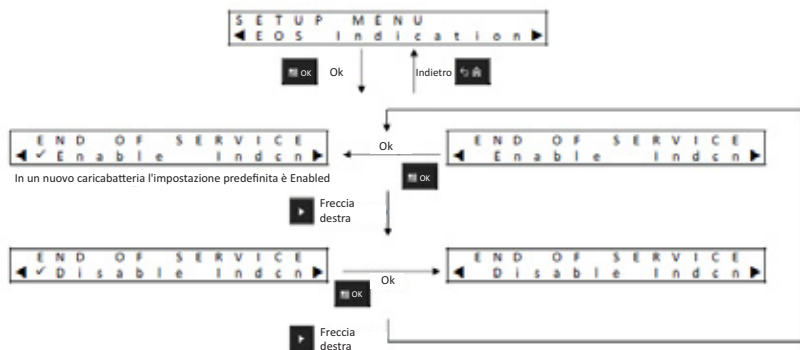 SETUP MENU
◀EOS Indication▶
OK
Ok
Indietro
END OF SERVICE
◀✓Enable Indcn▶
Ok
END OF SERVICE
◀ Enable Indcn▶
OK
In un nuovo caricabatteria l'impostazione predefinita è Enabled
Freccia
destra
END OF SERVICE
◀✓Disable Indcn▶
Ok
END OF SERVICE
◀ Disable Indcn▶
OK
Freccia
destra